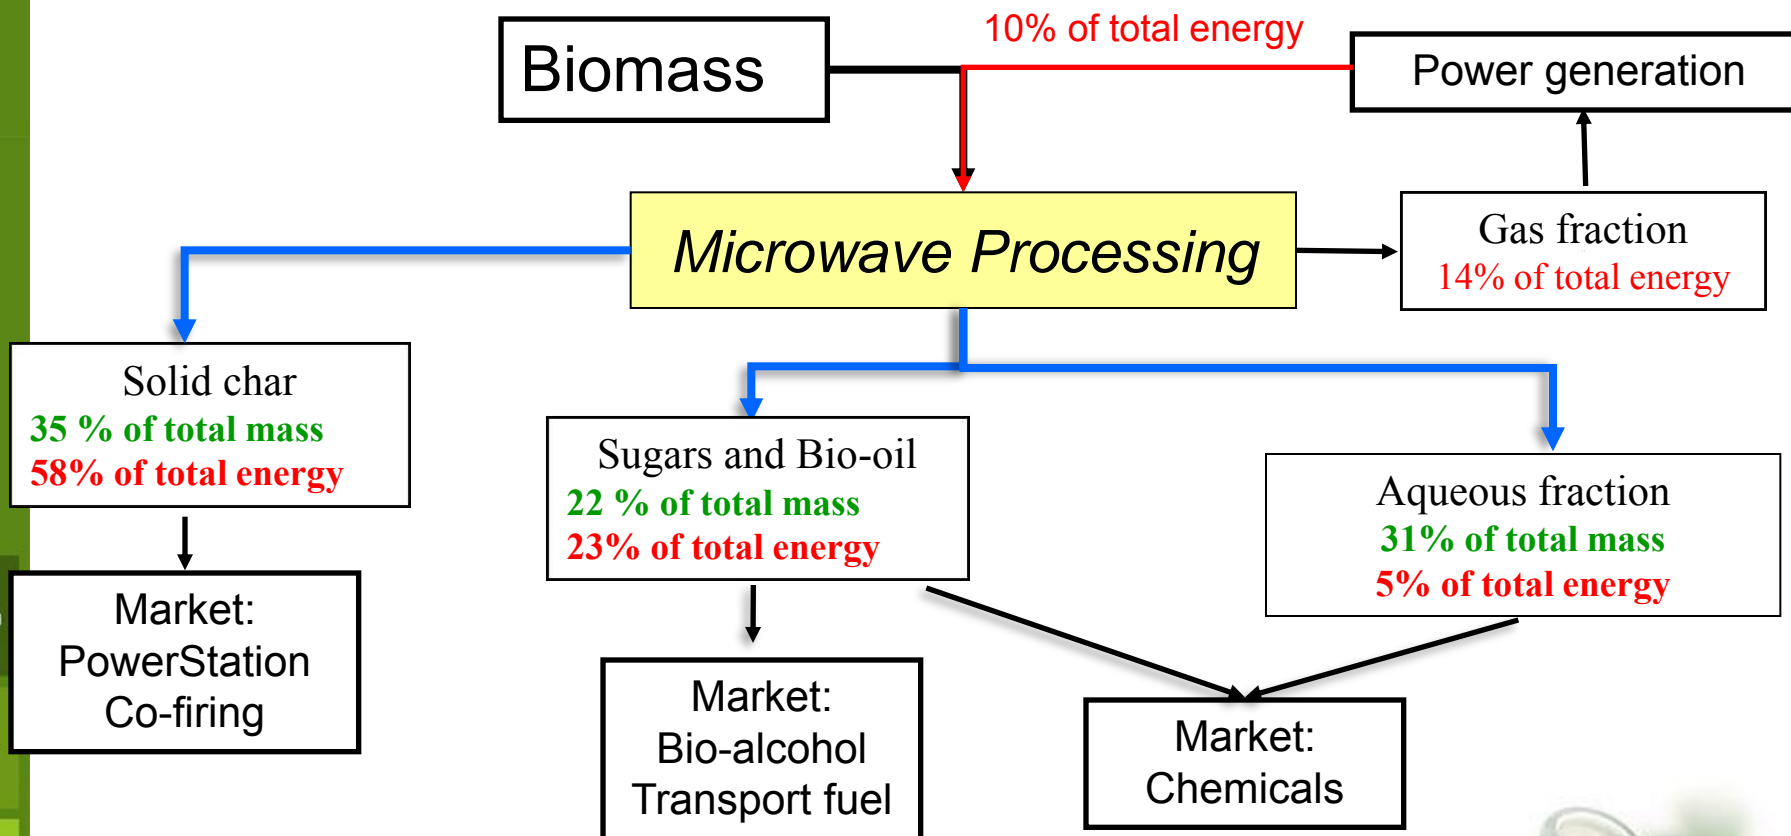 10% of total energy
Biomass
Power generation
Microwave Processing
Gas fraction
14% of total energy
Solid char
35 % of total mass
58% of total energy
Sugars and Bio-oil
22 % of total mass
23% of total energy
Aqueous fraction
31% of total mass
5% of total energy
Market:
PowerStation
Co-firing
Market:
Bio-alcohol
Transport fuel
Market:
Chemicals